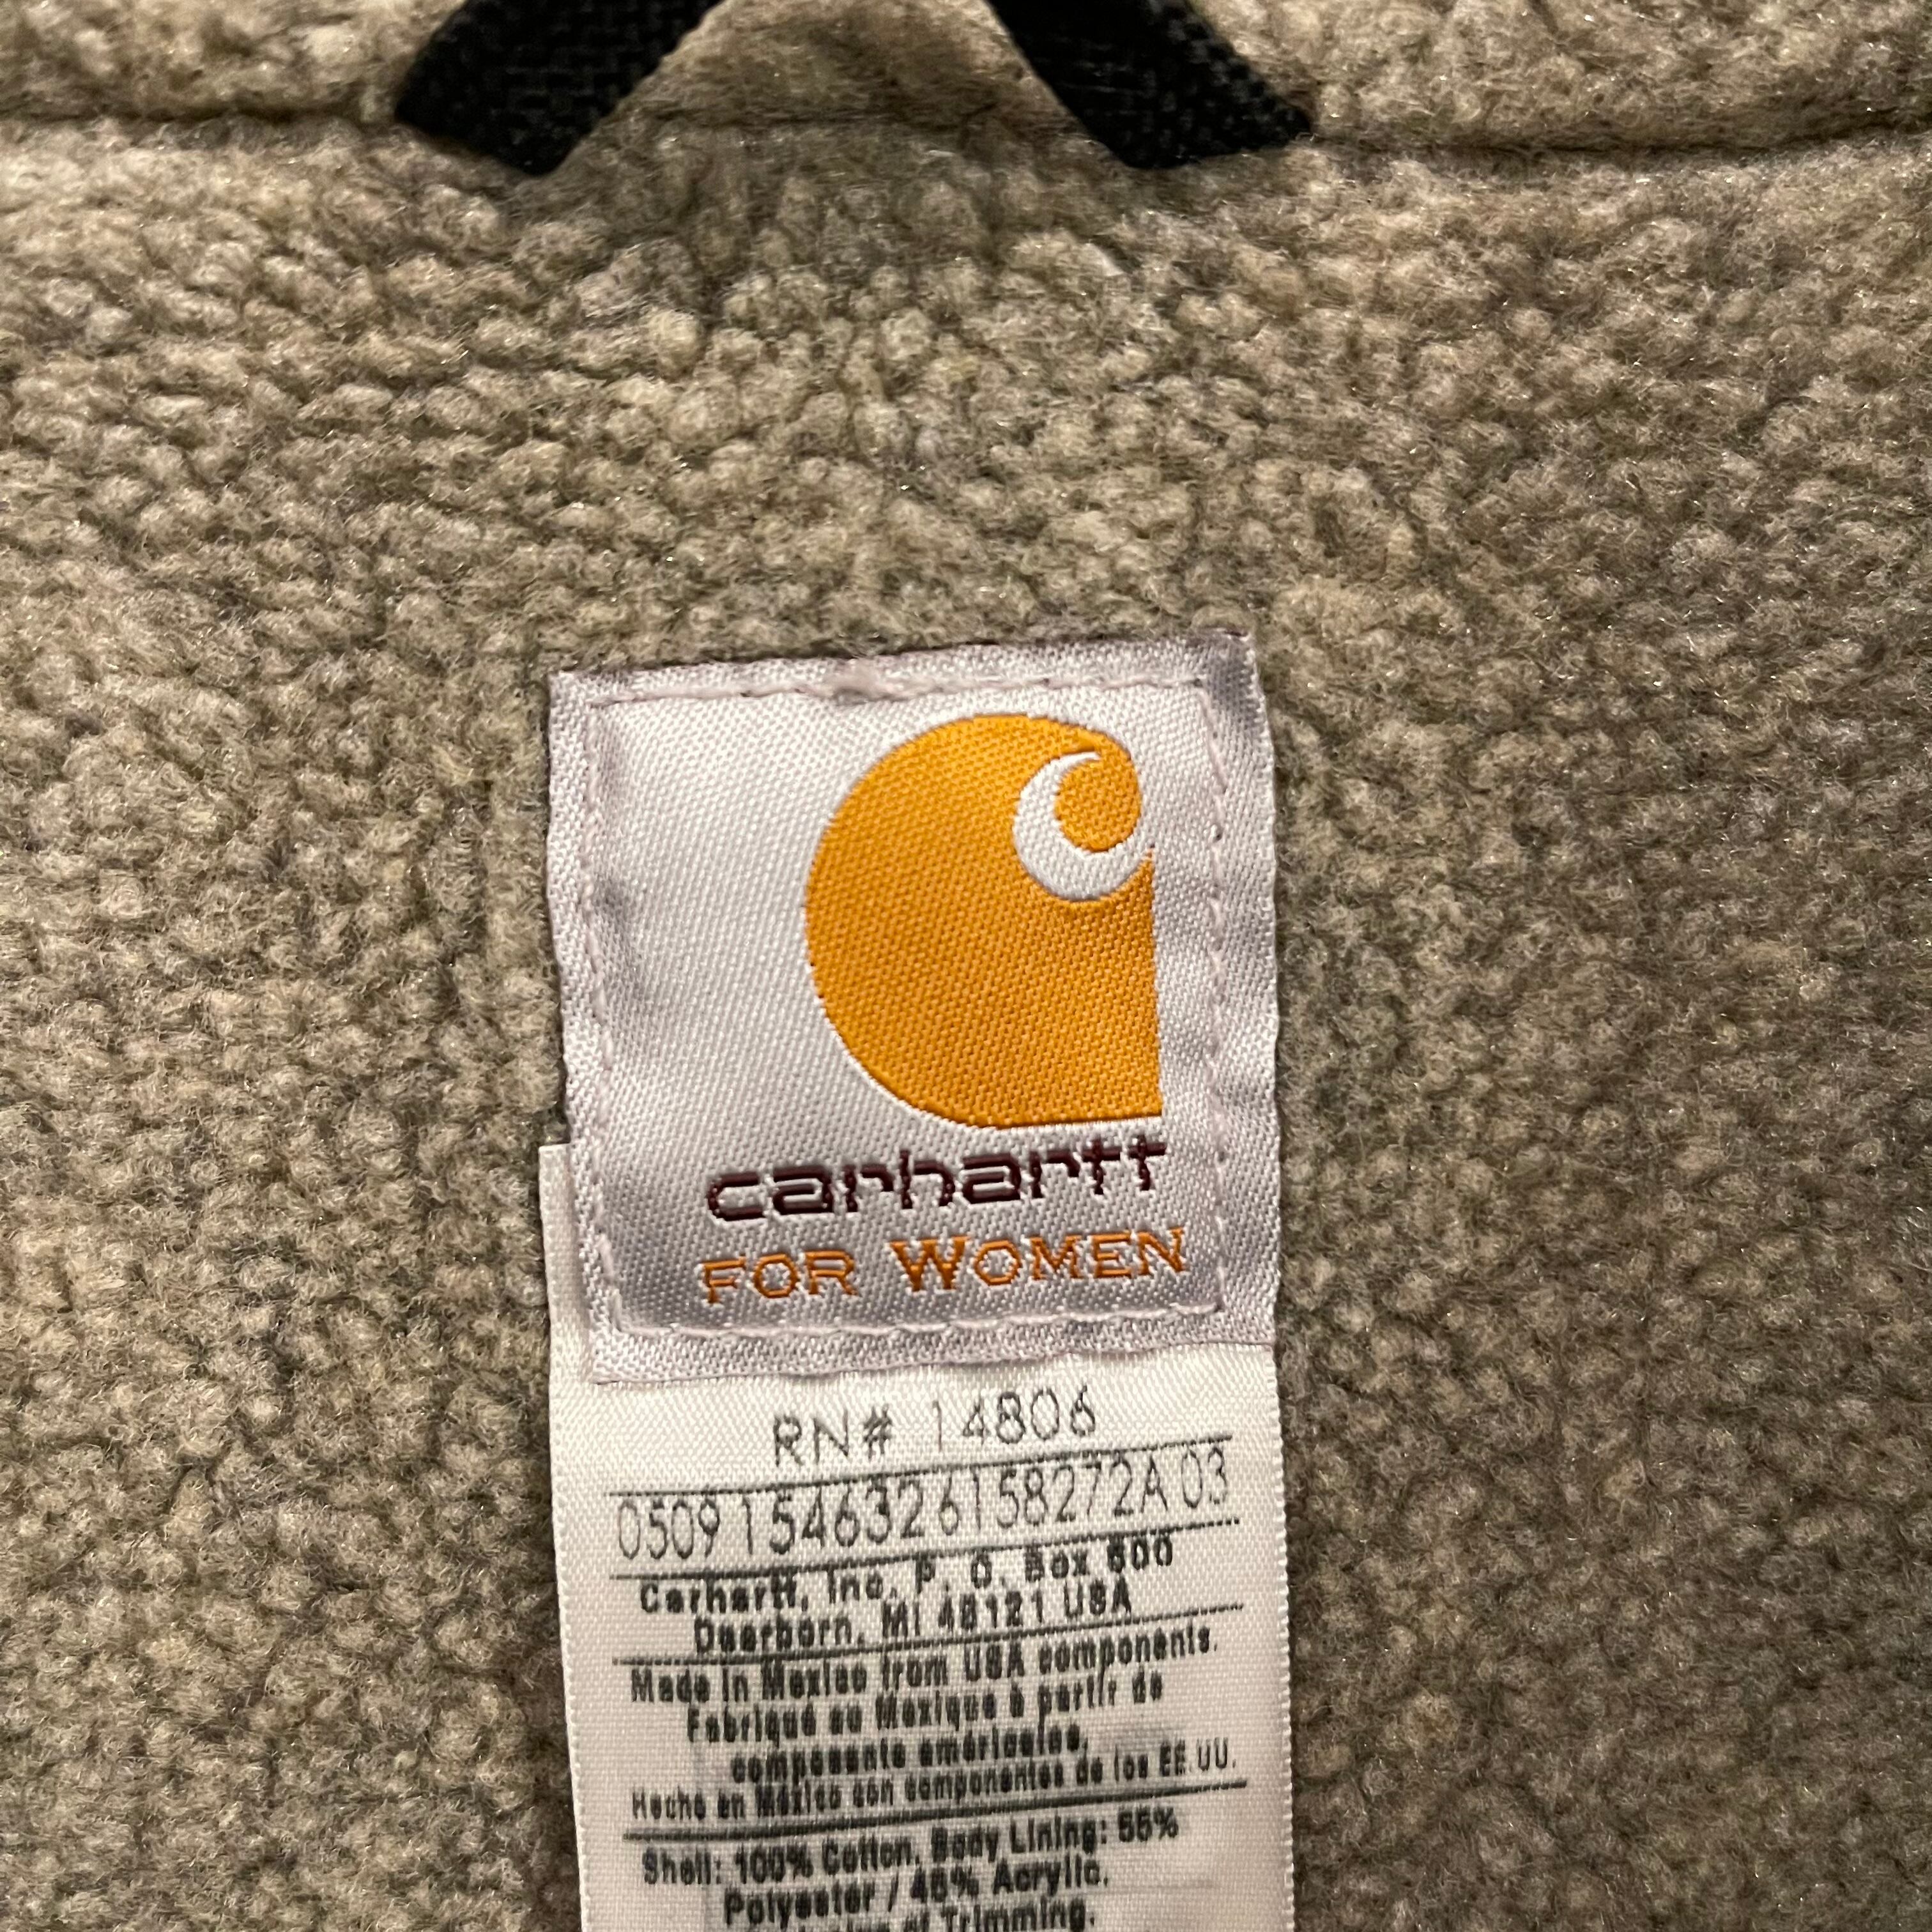 carhartt
FOR WOMEN
RN# 14806
0509 1546326158272A 03
Carhartt, Inc. P. O. Box 600
Dearborn, MI 48121 USA
Made in Mexico from USA components.
Fabriqué au Mexique à partir de
composants américains.
Hecho en México con componentes de los EE.UU.
Shell: 100% Cotton. Body Lining: 55%
Polyester / 45% Acrylic.
of Trimming.